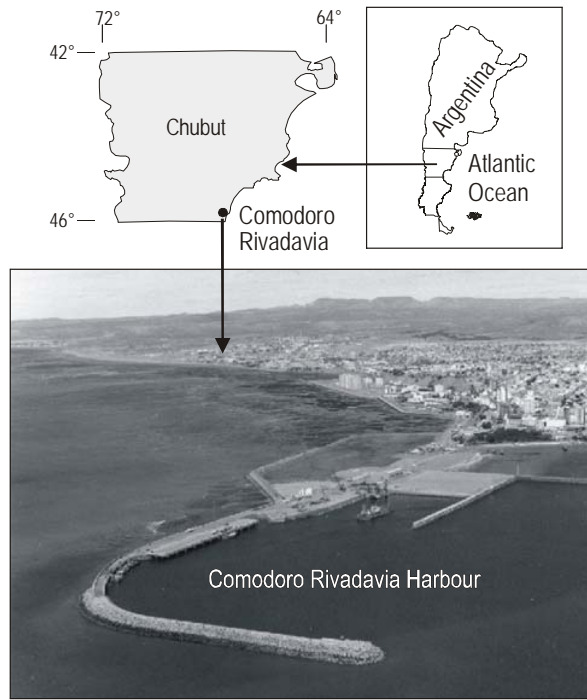 72°
64°
42°
Chubut
Argentina
Atlantic
Ocean
46°
Comodoro
Rivadavia
Comodoro Rivadavia Harbour